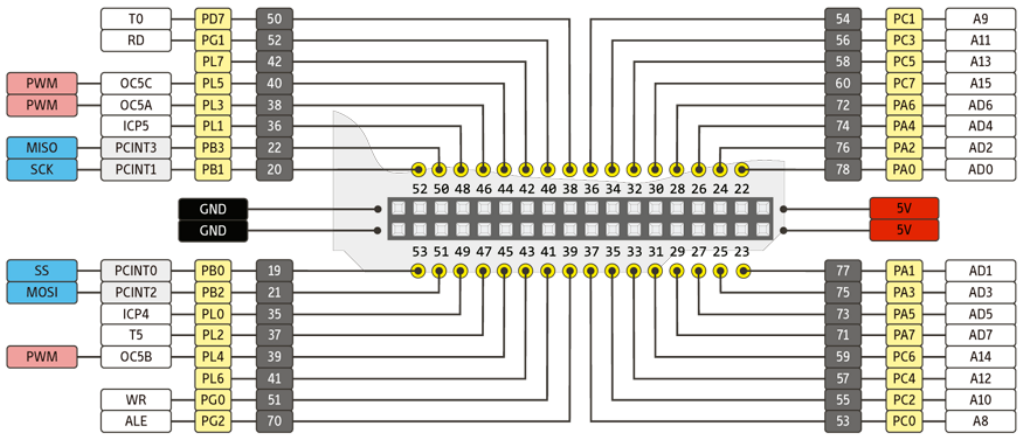 T0 PD7 50 54 PC1 A9
RD PG1 52 56 PC3 A11
PL7 42 58 PC5 A13
PWM OC5C PL5 40 60 PC7 A15
PWM OC5A PL3 38 72 PA6 AD6
ICP5 PL1 36 74 PA4 AD4
MISO PCINT3 PB3 22 76 PA2 AD2
SCK PCINT1 PB1 20 78 PA0 AD0
52 50 48 46 44 42 40 38 36 34 32 30 28 26 24 22
GND 5V
GND 5V
53 51 49 47 45 43 41 39 37 35 33 31 29 27 25 23
SS PCINT0 PB0 19 77 PA1 AD1
MOSI PCINT2 PB2 21 75 PA3 AD3
ICP4 PL0 35 73 PA5 AD5
T5 PL2 37 71 PA7 AD7
PWM OC5B PL4 39 59 PC6 A14
PL6 41 57 PC4 A12
WR PG0 51 55 PC2 A10
ALE PG2 70 53 PC0 A8